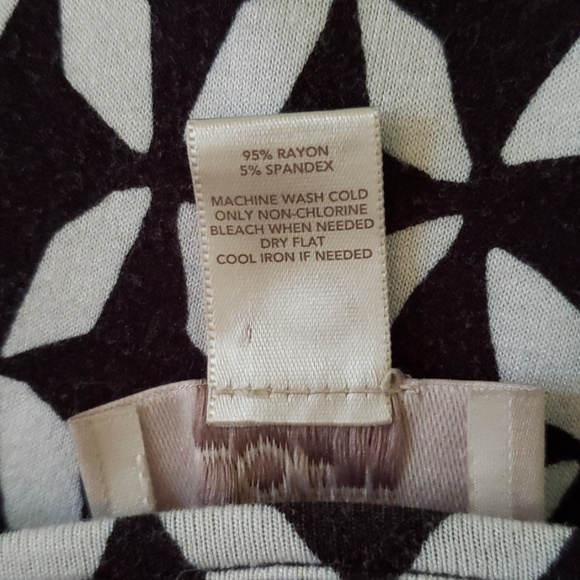 95% RAYON
5% SPANDEX
MACHINE WASH COLD
ONLY NON-CHLORINE
BLEACH WHEN NEEDED
DRY FLAT
COOL IRON IF NEEDED